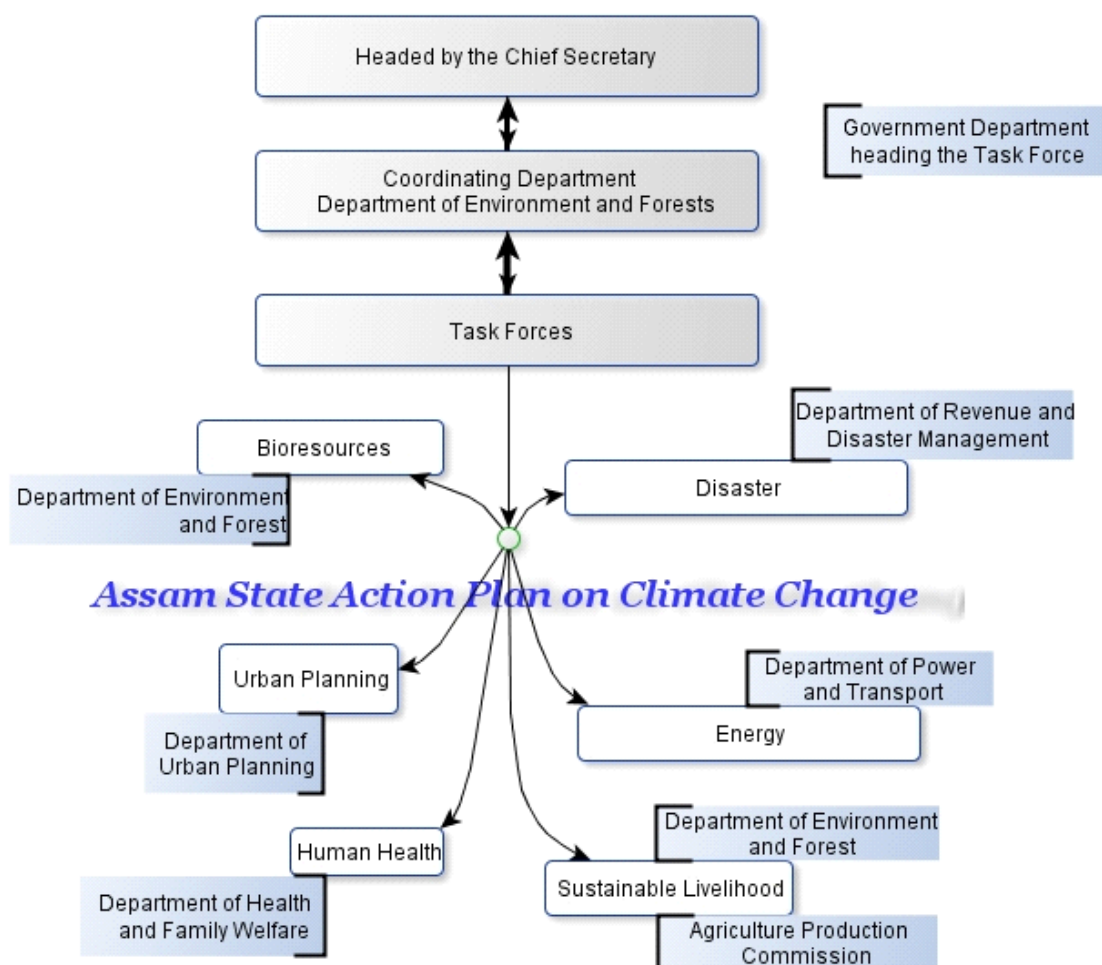 Headed by the Chief Secretary
Government Department
heading the Task Force
Coordinating Department
Department of Environment and Forests
Task Forces
Department of Revenue and
Disaster Management
Bioresources
Disaster
Department of Environment
and Forest
Assam State Action Plan on Climate Change
Urban Planning
Department of Power
and Transport
Energy
Department of
Urban Planning
Department of Environment
and Forest
Human Health
Sustainable Livelihood
Department of Health
and Family Welfare
Agriculture Production
Commission